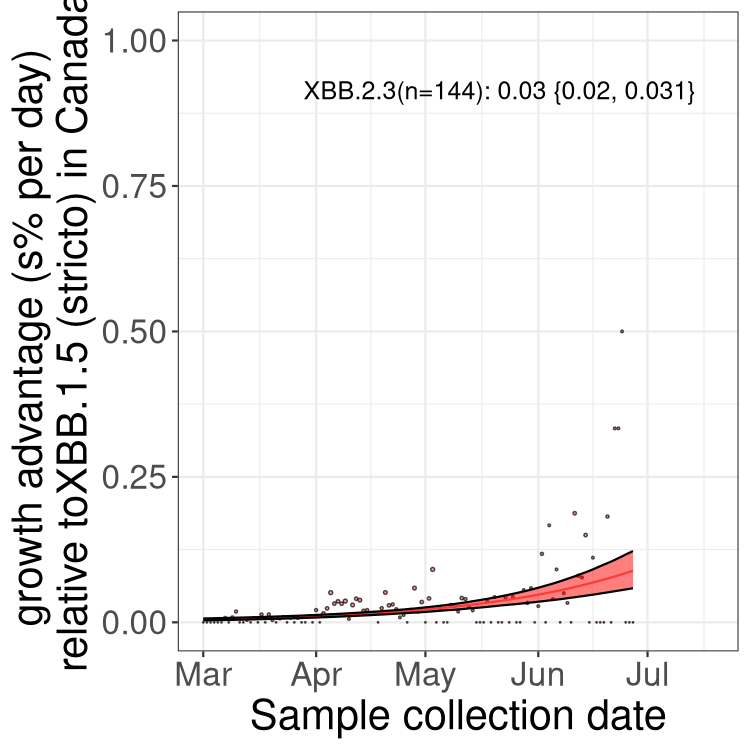 growth advantage (s% per day)
relative toXBB.1.5 (stricto) in Canada
1.00
0.75
0.50
0.25
0.00
XBB.2.3(n=144): 0.03 {0.02, 0.031}
Mar Apr May Jun Jul
Sample collection date